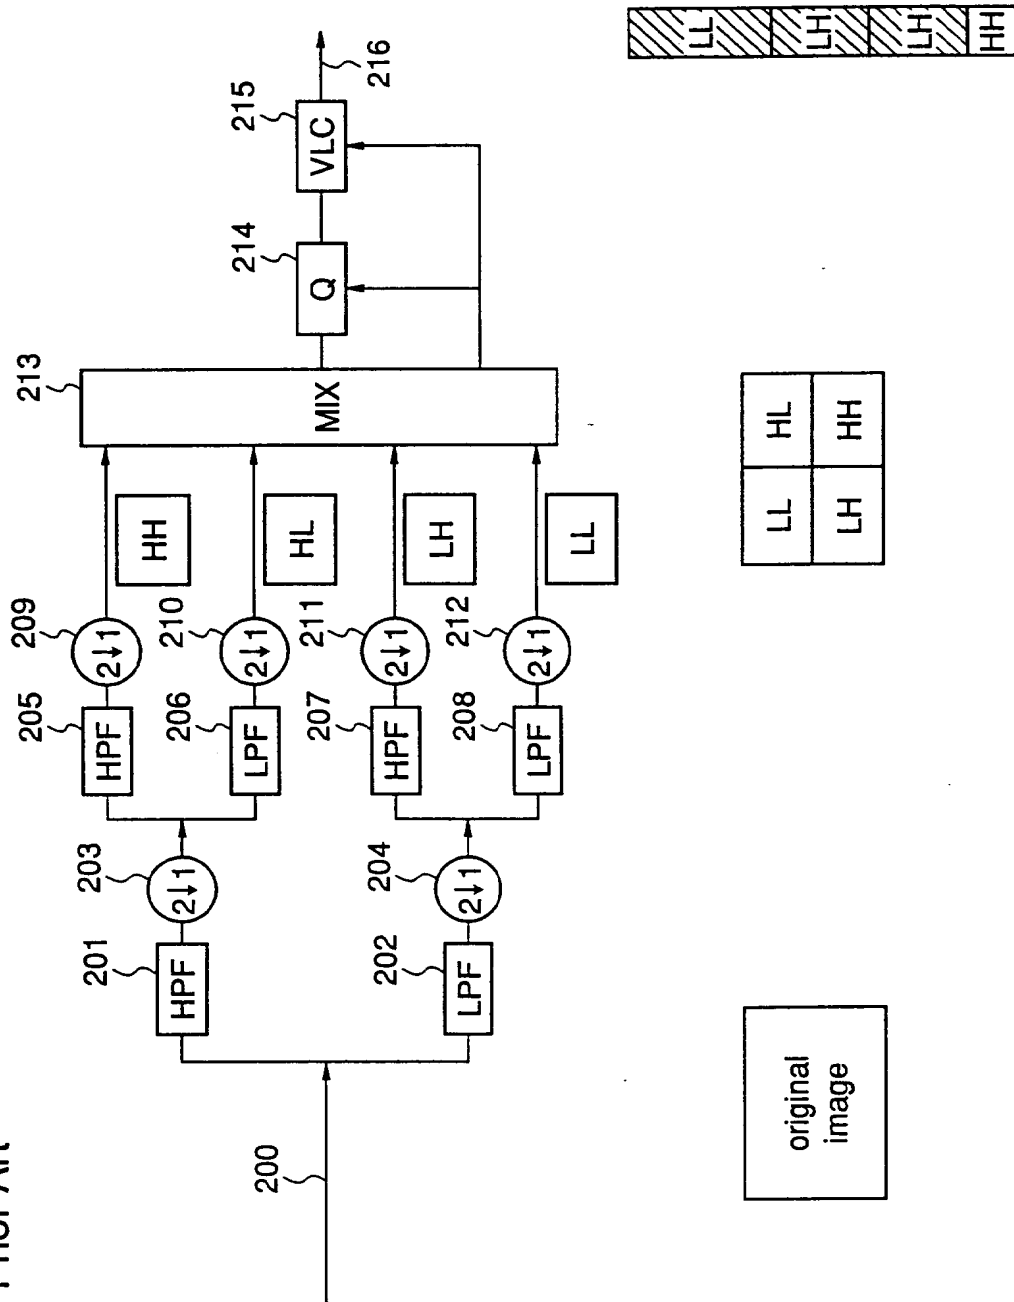 Prior Art
200
201
HPF
202
LPF
203
2↓1
204
2↓1
205
HPF
206
LPF
207
HPF
208
LPF
209
2↓1
210
2↓1
211
2↓1
212
2↓1
HH
HL
LH
LL
213
MIX
214
Q
215
VLC
216
original
image
LL HL
LH HH
LL LH LH HH